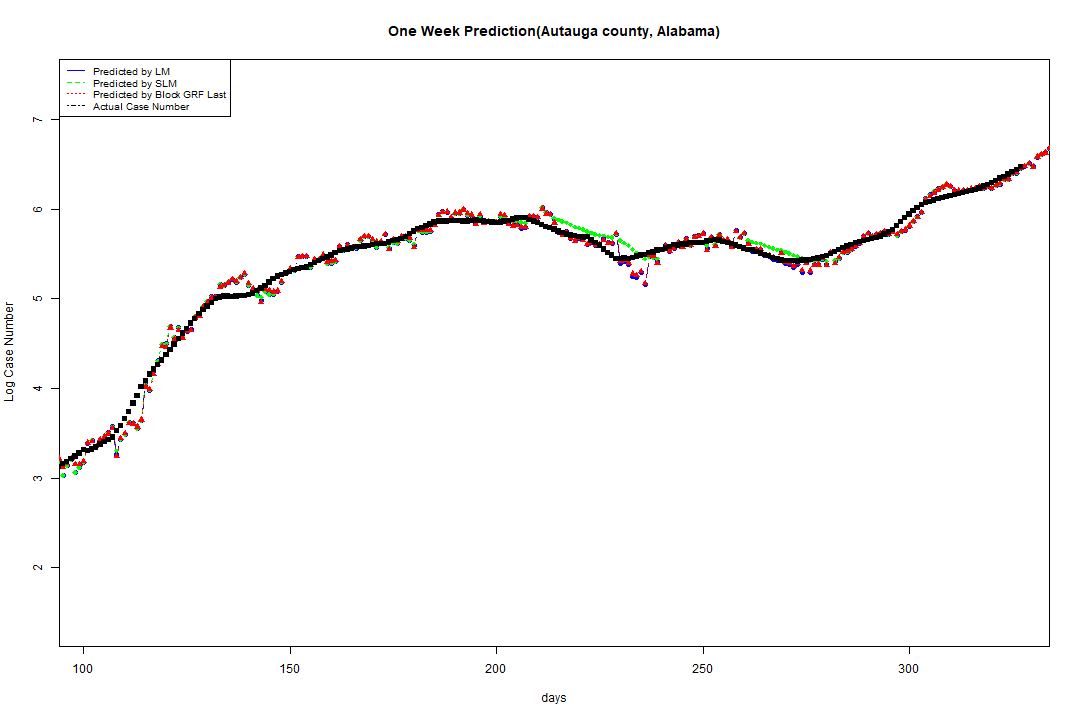 One Week Prediction(Autauga county, Alabama)
Predicted by LM
Predicted by SLM
Predicted by Block GRF Last
Actual Case Number
Log Case Number
7
6
5
4
3
2
100 150 200 250 300
days